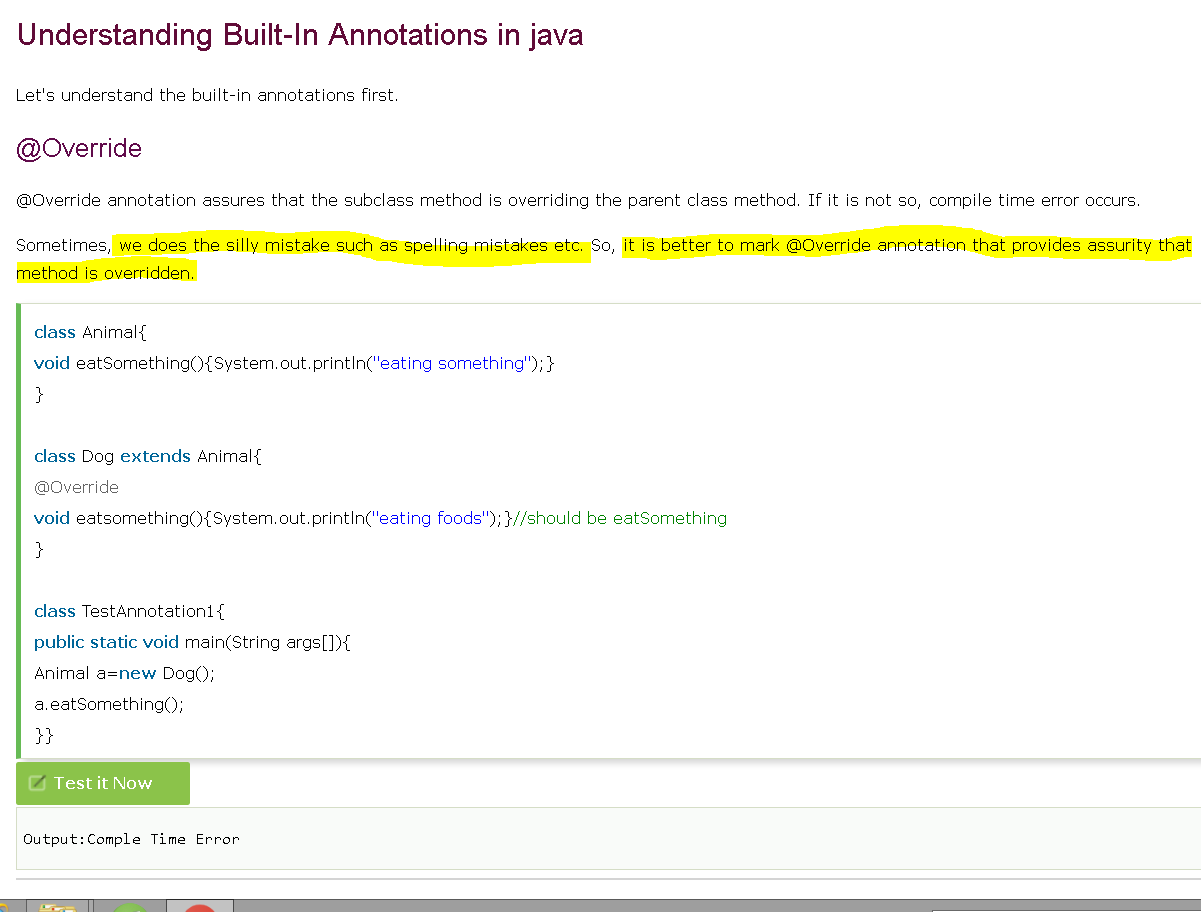 Understanding Built-In Annotations in java
Let's understand the built-in annotations first.
@Override
@Override annotation assures that the subclass method is overriding the parent class method. If it is not so, compile time error occurs.
Sometimes, we does the silly mistake such as spelling mistakes etc. So, it is better to mark @Override annotation that provides assurity that
method is overridden.
class Animal{
void eatSomething(){System.out.println("eating something");}
}
class Dog extends Animal{
@Override
void eatsomething(){System.out.println("eating foods");}//should be eatSomething
}
class TestAnnotation1{
public static void main(String args[]){
Animal a=new Dog();
a.eatSomething();
}}
Test it Now
Output:Comple Time Error